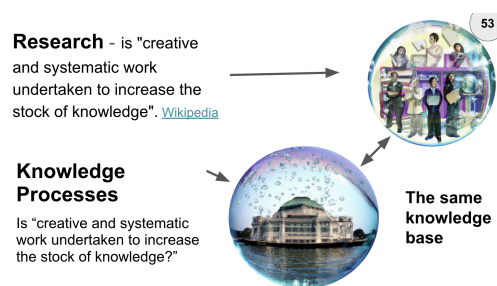 53
Research - is "creative
and systematic work
undertaken to increase the
stock of knowledge". Wikipedia
Knowledge
Processes
Is “creative and systematic
work undertaken to increase
the stock of knowledge?”
The same
knowledge
base